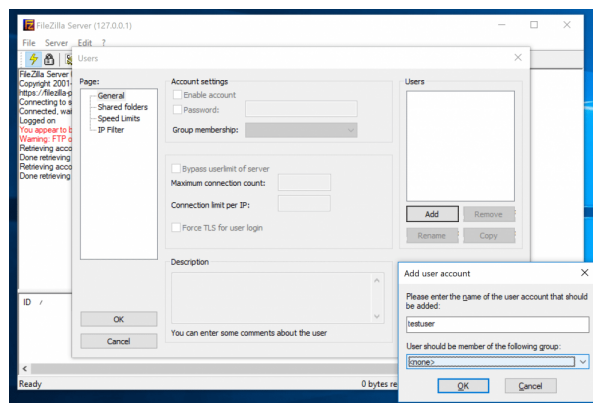 FileZilla Server (127.0.0.1)
File Server Edit ?
Users
FileZilla Server
Copyright 2001-
https://filezilla-p
Connecting to s
Connected, wai
Logged on
You appear to b
Warning: FTP o
Retrieving acco
Done retrieving
Retrieving acco
Done retrieving
Page:
General
Shared folders
Speed Limits
IP Filter
Account settings
Enable account
Password:
Group membership:
Bypass userlimit of server
Maximum connection count:
Connection limit per IP:
Force TLS for user login
Description
You can enter some comments about the user
Users
Add Remove
Rename Copy
OK
Cancel
ID /
Ready
0 bytes re
Add user account
Please enter the name of the user account that should
be added:
testuser
User should be member of the following group:
<none>
OK Cancel